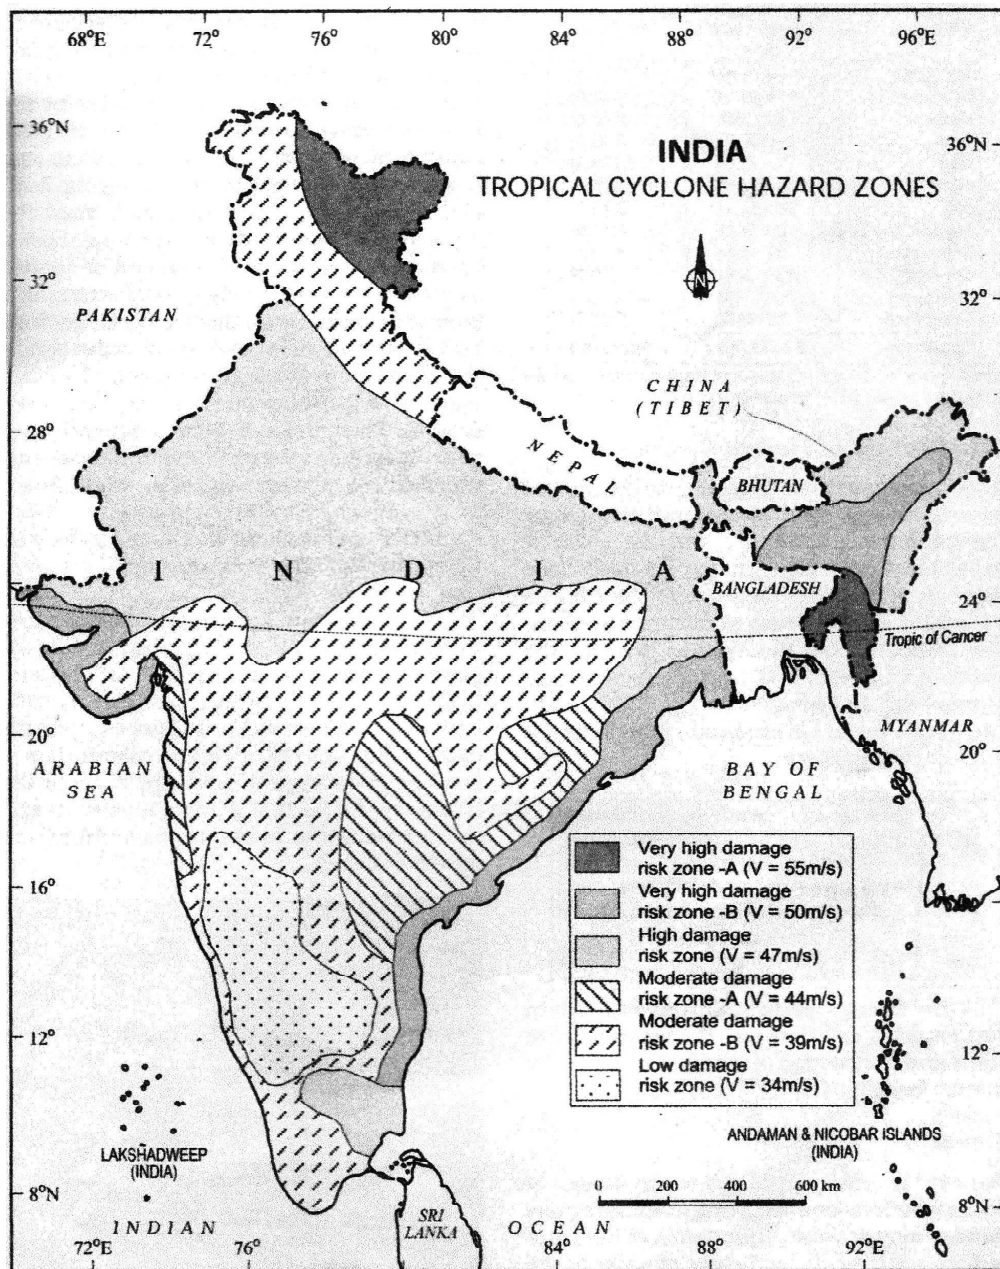 68°E 72° 76° 80° 84° 88° 92° 96°E
36°N
36°N
INDIA
TROPICAL CYCLONE HAZARD ZONES
N
32°
32°
PAKISTAN
CHINA
(TIBET)
28°
NEPAL
BHUTAN
INDIA
BANGLADESH
24°
Tropic of Cancer
MYANMAR
20°
20°
ARABIAN
SEA
BAY OF
BENGAL
Very high damage
risk zone -A (V = 55m/s)
Very high damage
risk zone -B (V = 50m/s)
High damage
risk zone (V = 47m/s)
Moderate damage
risk zone -A (V = 44m/s)
Moderate damage
risk zone -B (V = 39m/s)
Low damage
risk zone (V = 34m/s)
16°
12°
12°
LAKSHADWEEP
(INDIA)
ANDAMAN & NICOBAR ISLANDS
(INDIA)
8°N
8°N
0 200 400 600 km
INDIAN
SRI
LANKA
OCEAN
72°E 76° 84° 88° 92°E